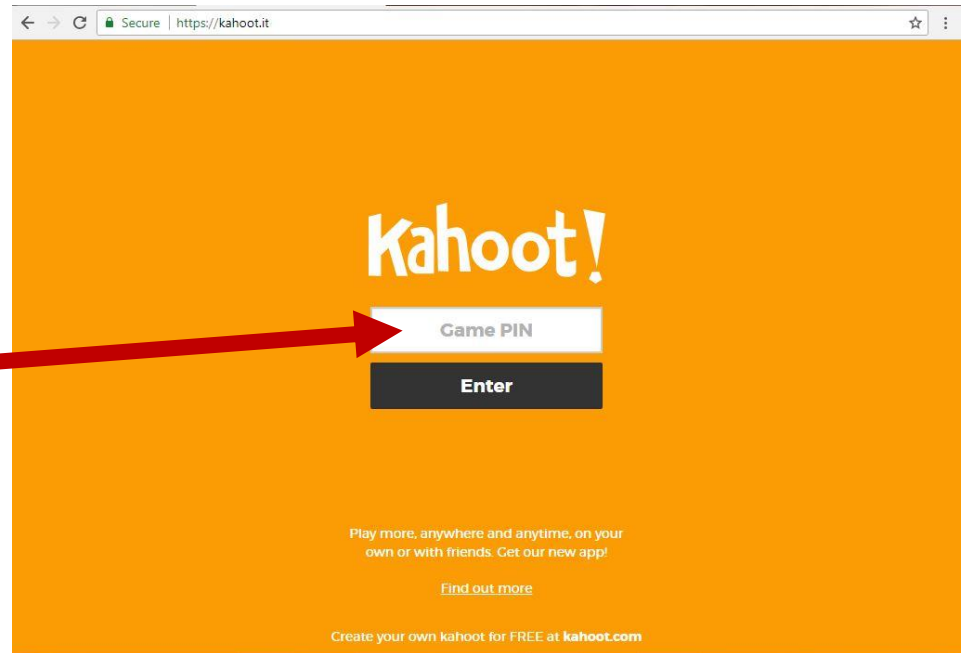 Secure | https://kahoot.it
Kahoot!
Game PIN
Enter
Play more, anywhere and anytime, on your
own or with friends. Get our new app!
Find out more
Create your own kahoot for FREE at kahoot.com